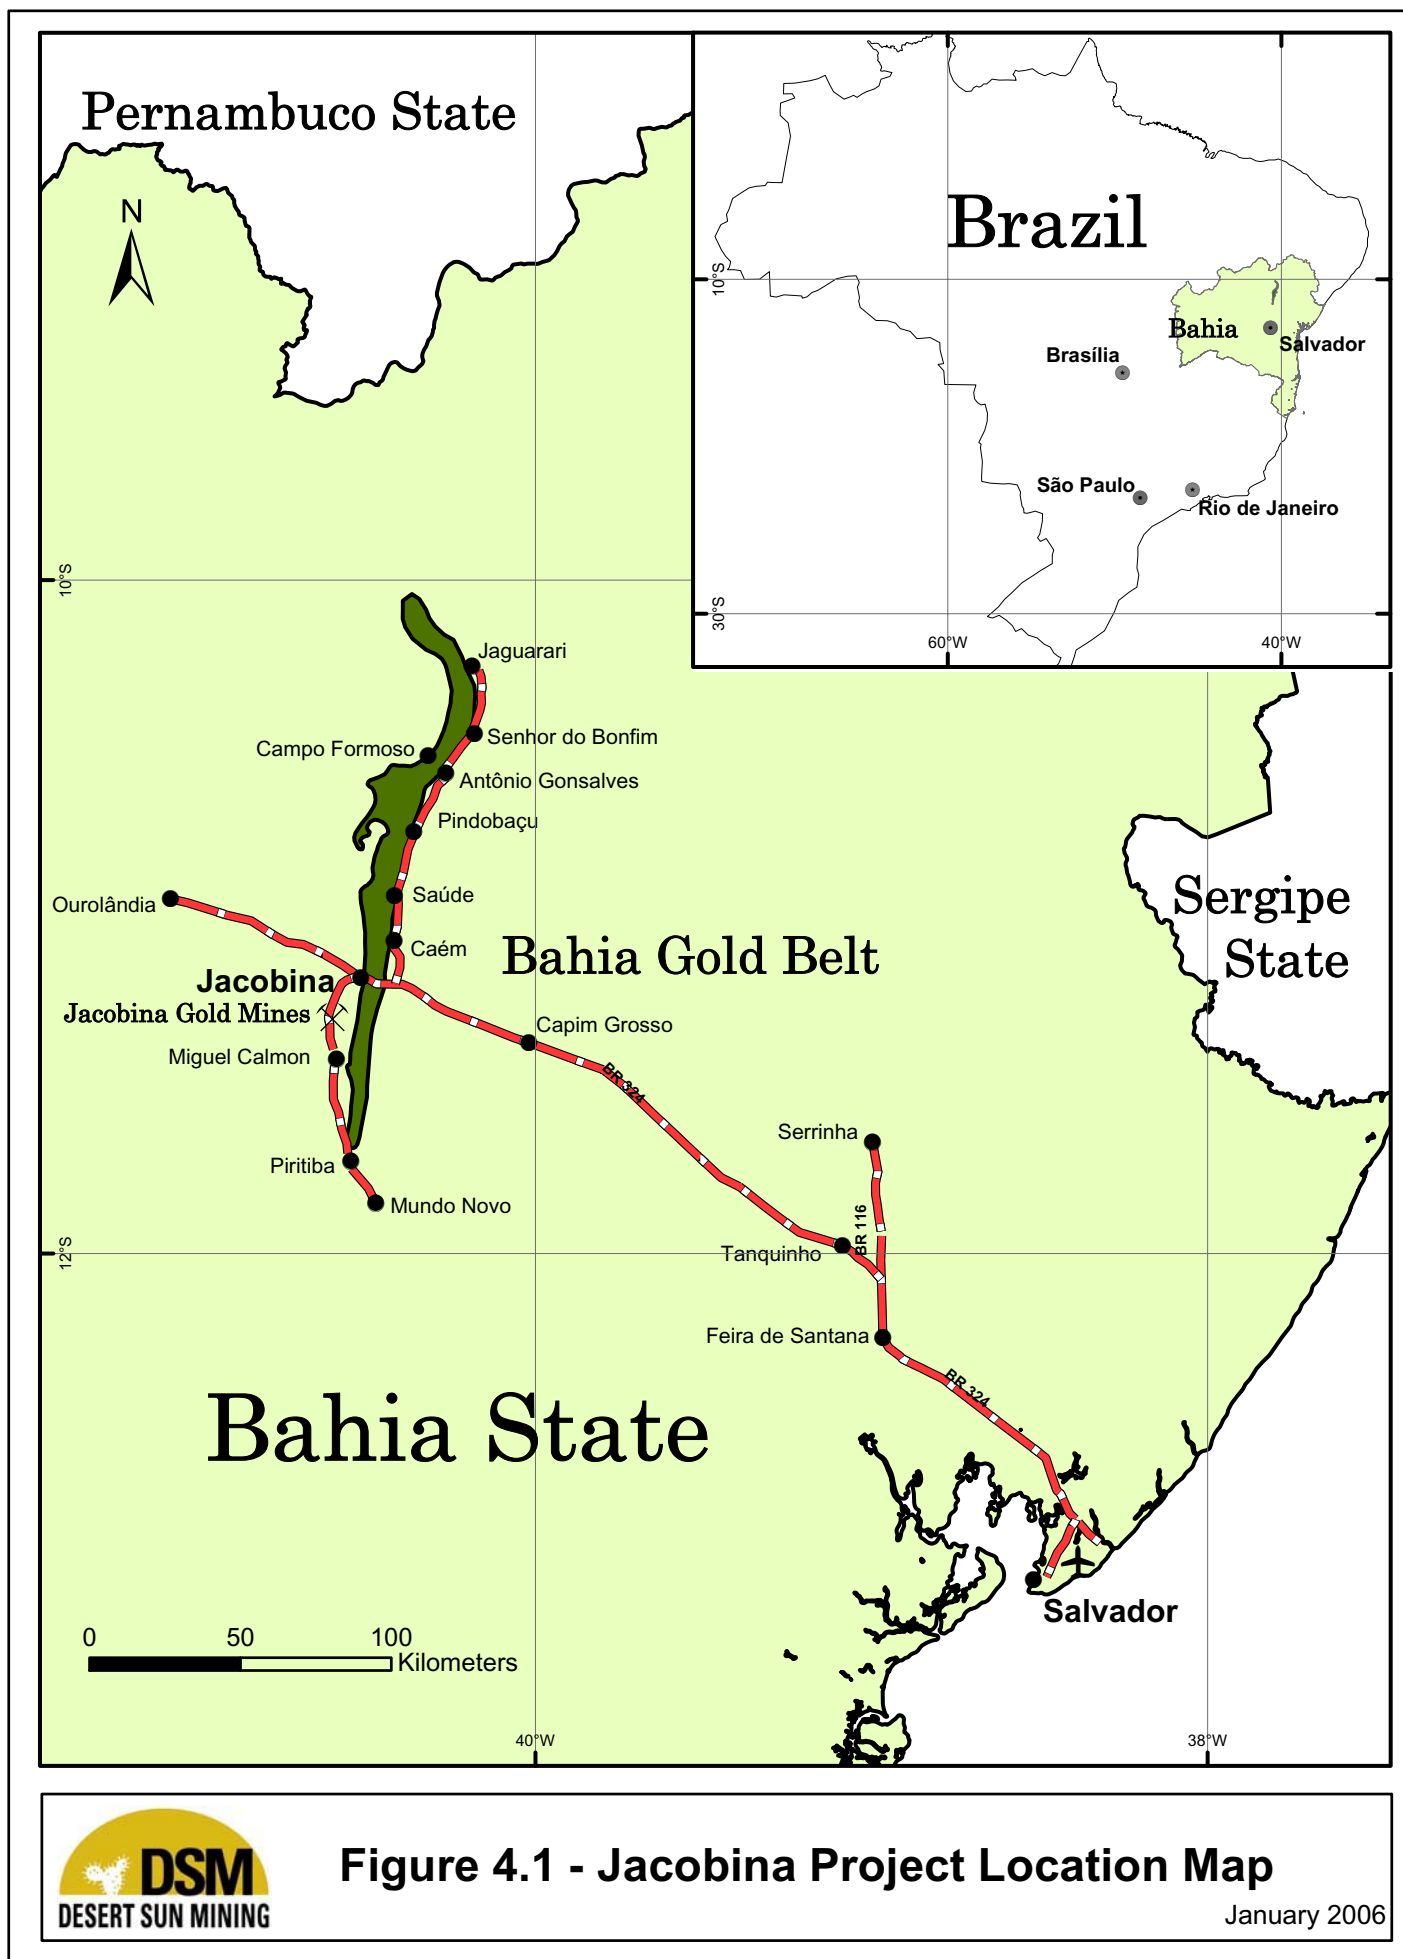 Pernambuco State
N
Brazil
10°S
Bahia
Salvador
Brasília
São Paulo
Rio de Janeiro
30°S
60°W
40°W
10°S
Jaguarari
Senhor do Bonfim
Campo Formoso
Antônio Gonsalves
Pindobaçu
Saúde
Ourolândia
Caém
Bahia Gold Belt
Sergipe
State
Jacobina
Jacobina Gold Mines
Capim Grosso
Miguel Calmon
BR 324
Serrinha
Piritiba
Mundo Novo
BR 116
12°S
Tanquinho
Feira de Santana
BR 324
Bahia State
Salvador
0 50 100
Kilometers
40°W
38°W
DSM
DESERT SUN MINING
Figure 4.1 - Jacobina Project Location Map
January 2006